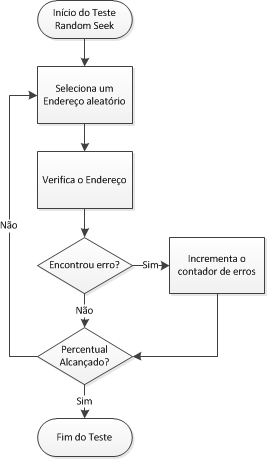 Início do Teste
Random Seek
Seleciona um
Endereço aleatório
Verifica o Endereço
Não
Encontrou erro?
Sim
Incrementa o
contador de erros
Não
Percentual
Alcançado?
Sim
Fim do Teste